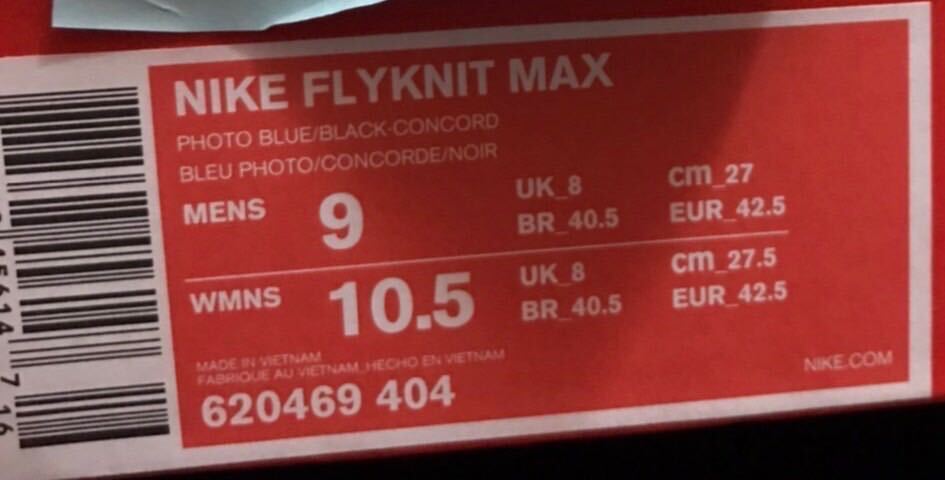 NIKE FLYKNIT MAX
PHOTO BLUE/BLACK-CONCORD
BLEU PHOTO/CONCORDE/NOIR
MENS 9 UK_8 cm_27
BR_40.5 EUR_42.5
WMNS 10.5 UK_8 cm_27.5
BR_40.5 EUR_42.5
MADE IN VIETNAM
FABRIQUE AU VIETNAM_HECHO EN VIETNAM
620469 404
NIKE.COM